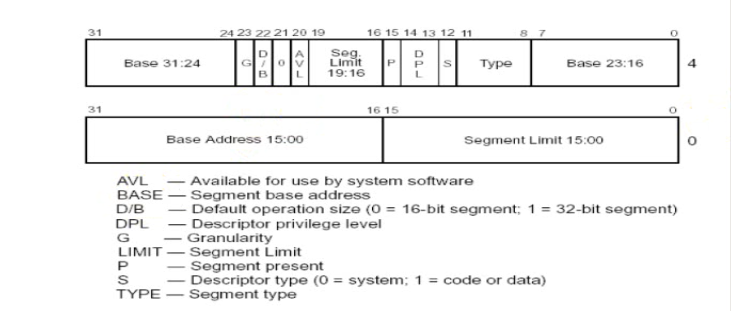 31 24 23 22 21 20 19 16 15 14 13 12 11 8 7 0
Base 31:24 G D/B 0 AVL Seg. Limit 19:16 P DPL S Type Base 23:16 4
31 16 15 0
Base Address 15:00 Segment Limit 15:00 0
AVL — Available for use by system software
BASE — Segment base address
D/B — Default operation size (0 = 16-bit segment; 1 = 32-bit segment)
DPL — Descriptor privilege level
G — Granularity
LIMIT — Segment Limit
P — Segment present
S — Descriptor type (0 = system; 1 = code or data)
TYPE — Segment type